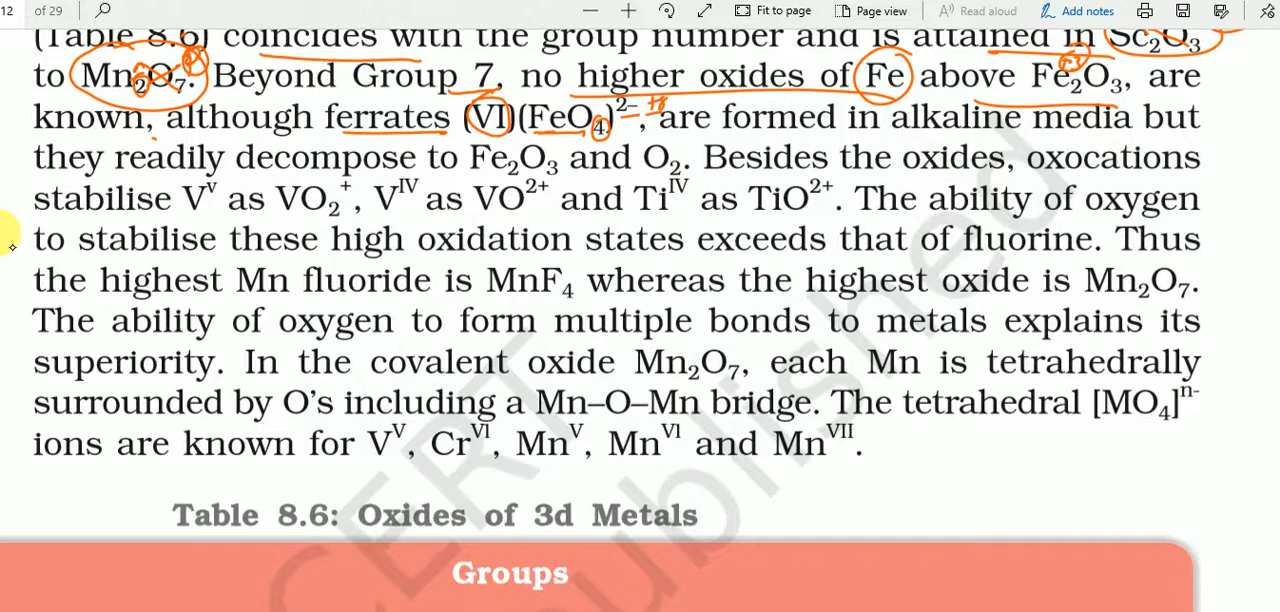 12 of 29 Fit to page Page view A Read aloud Add notes
(Table 8.6) coincides with the group number and is attained in Sc₂O₃
to Mn₂O₇. Beyond Group 7, no higher oxides of Fe above Fe₂O₃, are
known, although ferrates (VI)(FeO₄)²⁻, are formed in alkaline media but
they readily decompose to Fe₂O₃ and O₂. Besides the oxides, oxocations
stabilise Vᵛ as VO₂⁺, Vᴵⱽ as VO²⁺ and Tiᴵⱽ as TiO²⁺. The ability of oxygen
to stabilise these high oxidation states exceeds that of fluorine. Thus
the highest Mn fluoride is MnF₄ whereas the highest oxide is Mn₂O₇.
The ability of oxygen to form multiple bonds to metals explains its
superiority. In the covalent oxide Mn₂O₇, each Mn is tetrahedrally
surrounded by O's including a Mn–O–Mn bridge. The tetrahedral [MO₄]ⁿ⁻
ions are known for Vⱽ, Crⱽᴵ, Mnⱽ, Mnⱽᴵ and Mnⱽᴵᴵ.
Table 8.6: Oxides of 3d Metals
Groups